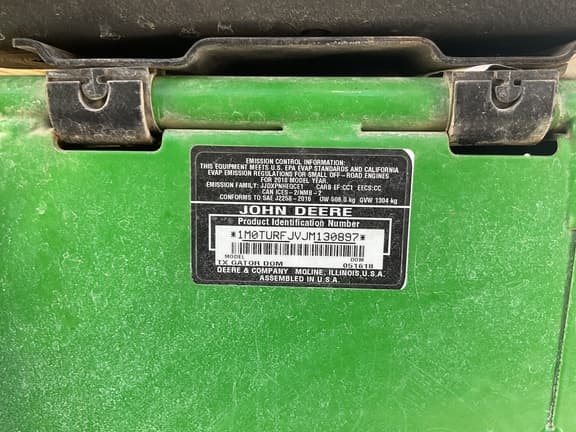 EMISSION CONTROL INFORMATION:
THIS EQUIPMENT MEETS U.S. EPA EVAP STANDARDS AND CALIFORNIA
EVAP EMISSION REGULATIONS FOR SMALL OFF-ROAD ENGINES
FOR 2018 MODEL YEAR.
EMISSION FAMILY: JJDXPNHEQCE1 CARB EF:CC1 EECS:CC
CAN ICES-2/NMB-2
CONFORMS TO SAE J2258-2016 OW 508.0 kg GVW 1304 kg
JOHN DEERE
Product Identification Number
*1M0TURFJVJM130897*
MODEL DOM
TX GATOR DOM 051618
DEERE & COMPANY MOLINE, ILLINOIS, U.S.A.
ASSEMBLED IN U.S.A.